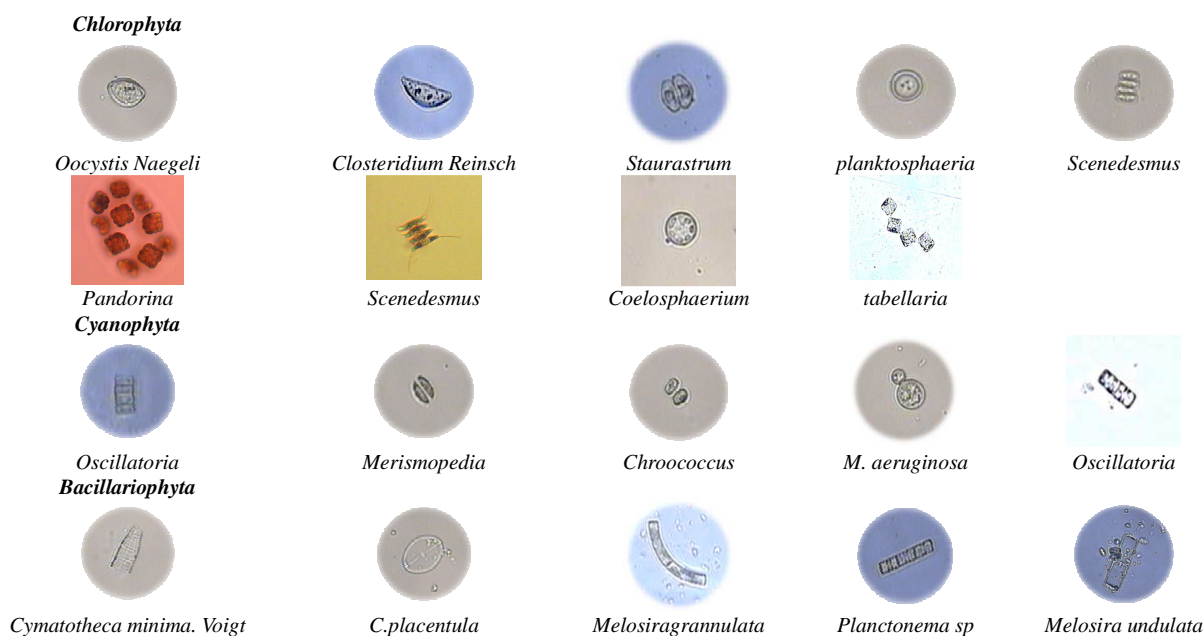 Chlorophyta
Oocystis Naegeli Closteridium Reinsch Staurastrum planktosphaeria Scenedesmus
Pandorina Scenedesmus Coelosphaerium tabellaria
Cyanophyta
Oscillatoria Merismopedia Chroococcus M. aeruginosa Oscillatoria
Bacillariophyta
Cymatotheca minima. Voigt C.placentula Melosiragrannulata Planctonema sp Melosira undulata